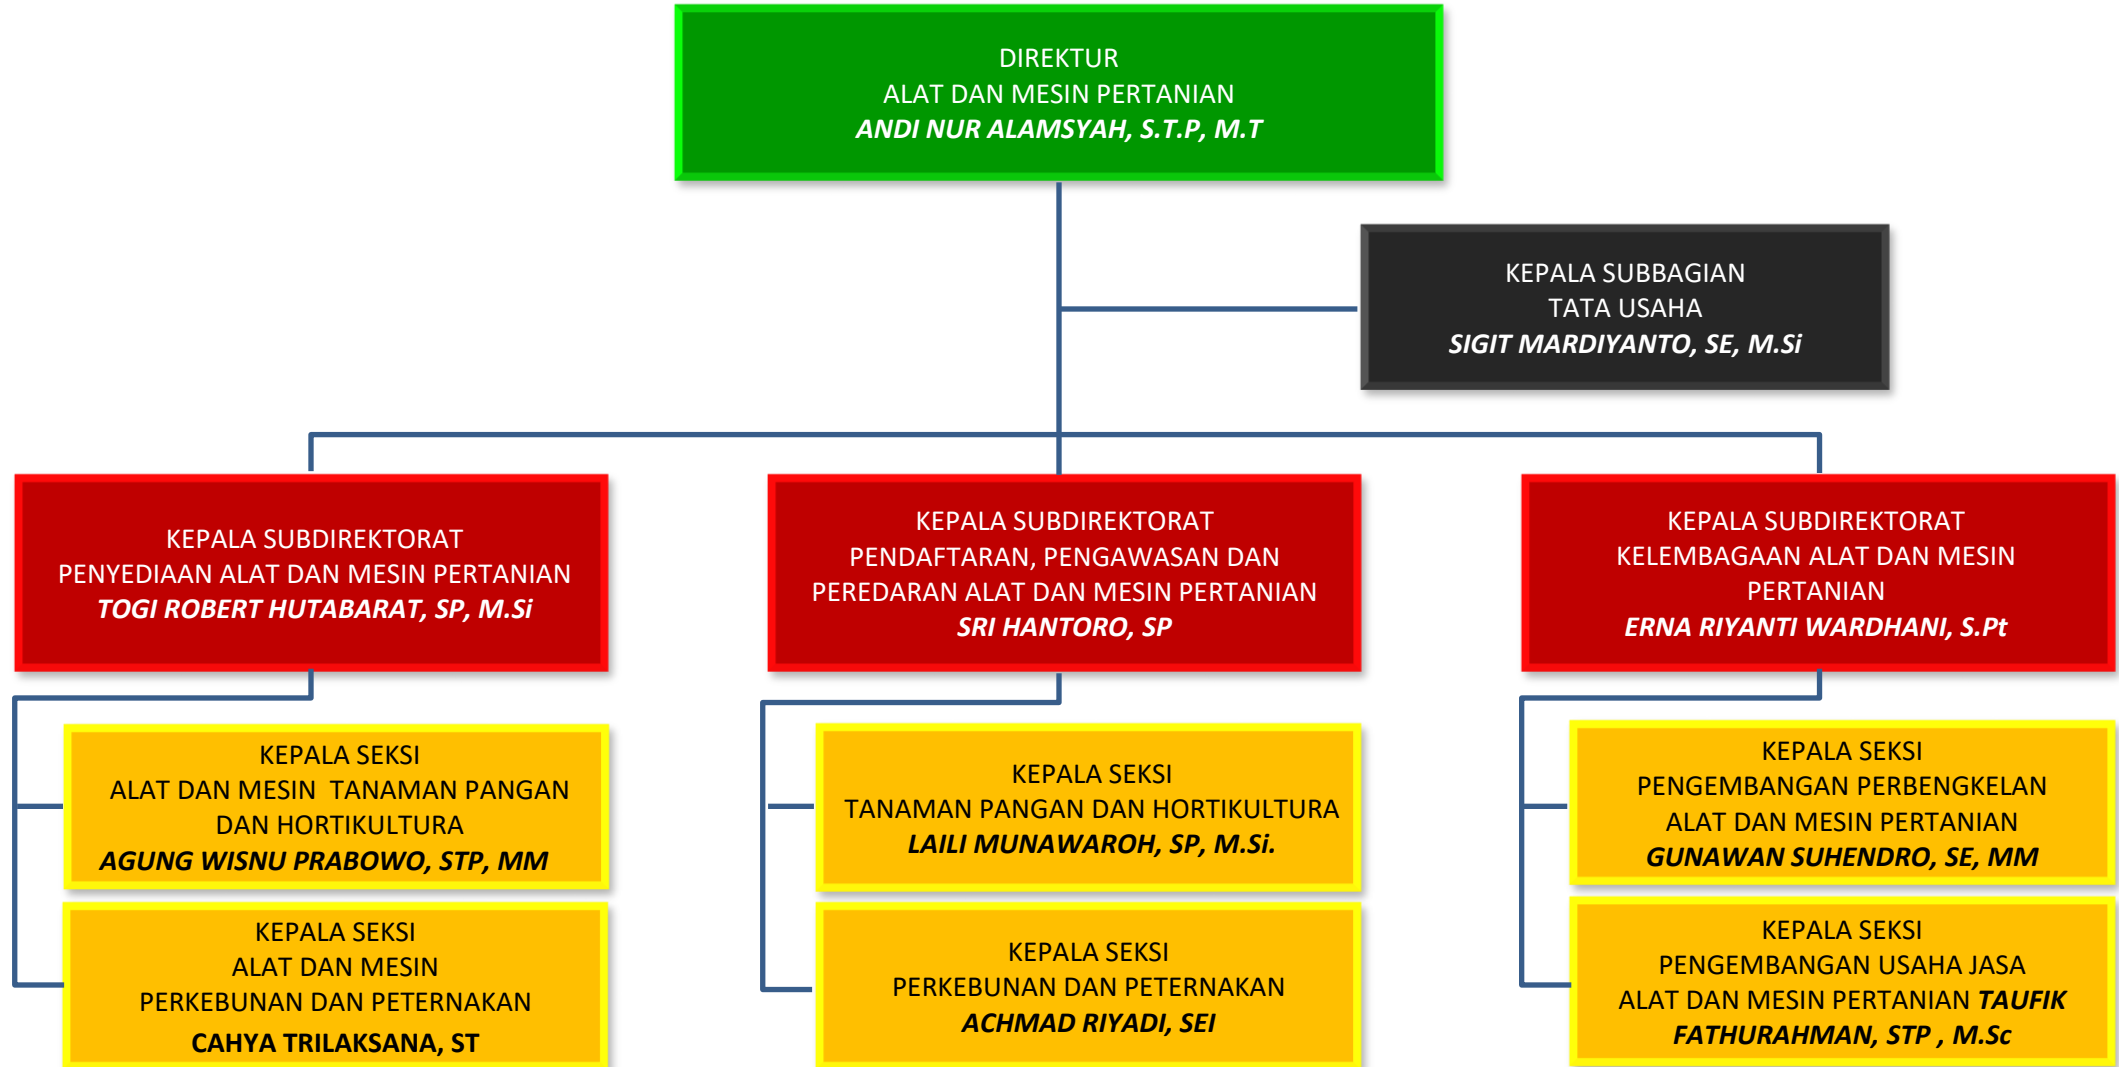 DIREKTUR
ALAT DAN MESIN PERTANIAN
ANDI NUR ALAMSYAH, S.T.P, M.T
KEPALA SUBBAGIAN
TATA USAHA
SIGIT MARDIYANTO, SE, M.Si
KEPALA SUBDIREKTORAT
PENYEDIAAN ALAT DAN MESIN PERTANIAN
TOGI ROBERT HUTABARAT, SP, M.Si
KEPALA SUBDIREKTORAT
PENDAFTARAN, PENGAWASAN DAN
PEREDARAN ALAT DAN MESIN PERTANIAN
SRI HANTORO, SP
KEPALA SUBDIREKTORAT
KELEMBAGAAN ALAT DAN MESIN
PERTANIAN
ERNA RIYANTI WARDHANI, S.Pt
KEPALA SEKSI
ALAT DAN MESIN  TANAMAN PANGAN
DAN HORTIKULTURA
AGUNG WISNU PRABOWO, STP, MM
KEPALA SEKSI
TANAMAN PANGAN DAN HORTIKULTURA
LAILI MUNAWAROH, SP, M.Si.
KEPALA SEKSI
PENGEMBANGAN PERBENGKELAN
ALAT DAN MESIN PERTANIAN
GUNAWAN SUHENDRO, SE, MM
KEPALA SEKSI
ALAT DAN MESIN
PERKEBUNAN DAN PETERNAKAN
CAHYA TRILAKSANA, ST
KEPALA SEKSI
PERKEBUNAN DAN PETERNAKAN
ACHMAD RIYADI, SEI
KEPALA SEKSI
PENGEMBANGAN USAHA JASA
ALAT DAN MESIN PERTANIAN TAUFIK
FATHURAHMAN, STP , M.Sc